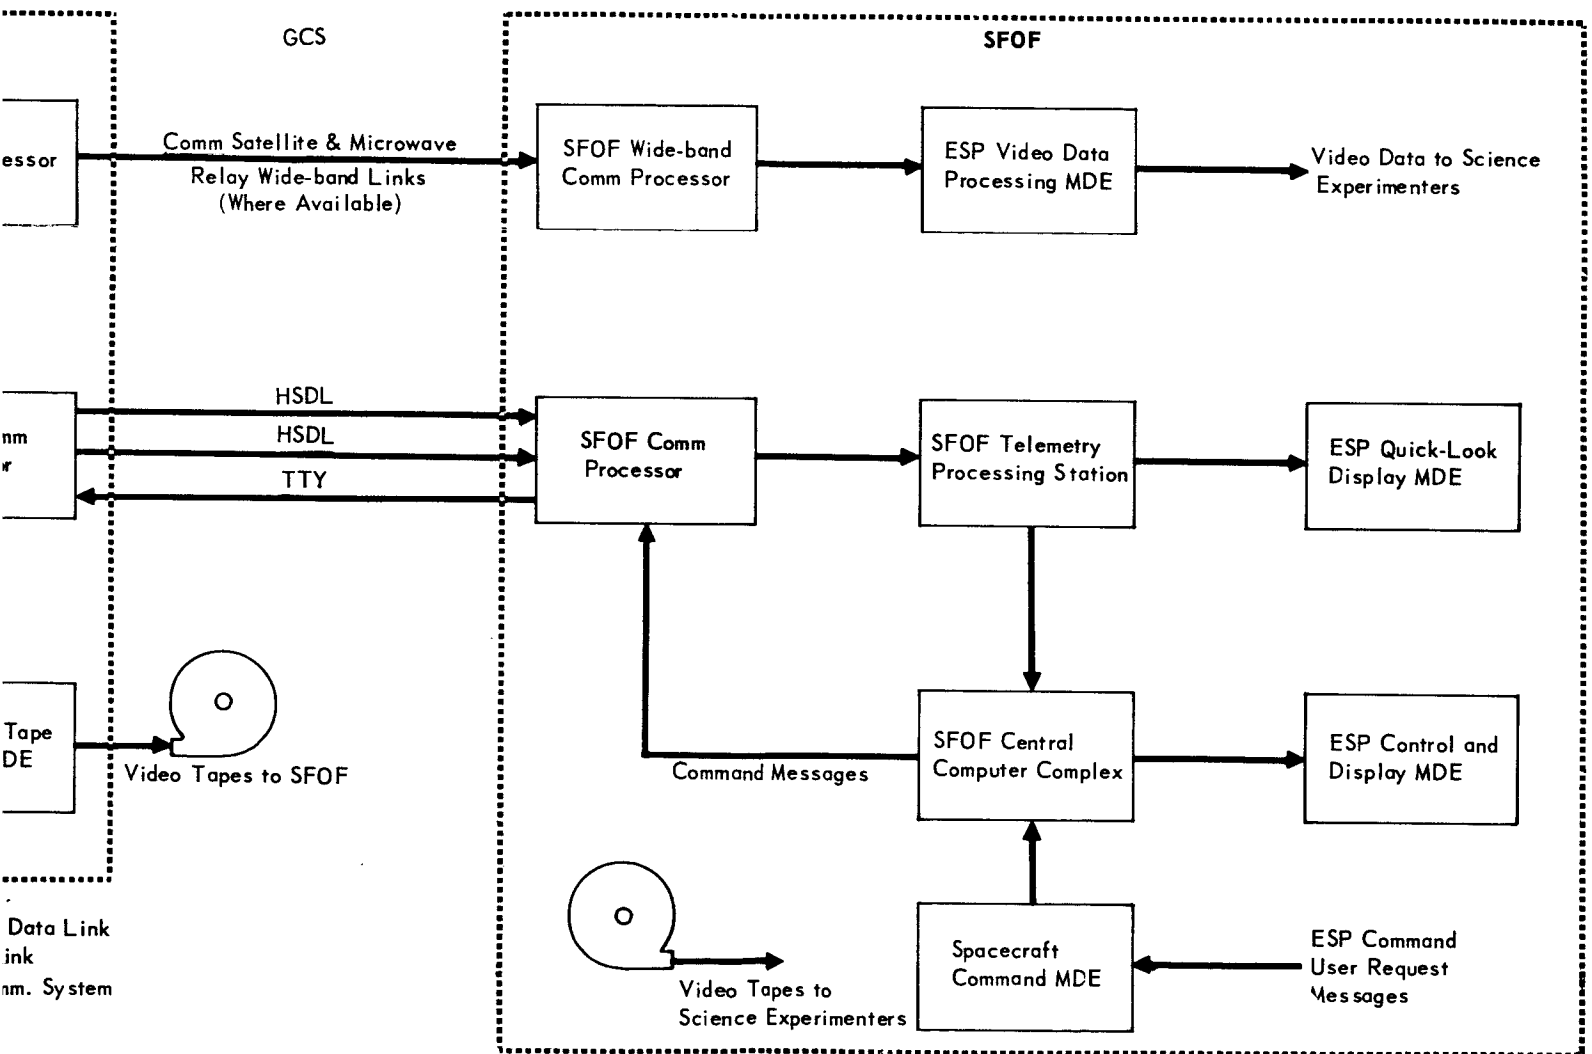 GCS
SFOF
essor
Comm Satellite & Microwave
Relay Wide-band Links
(Where Available)
SFOF Wide-band
Comm Processor
ESP Video Data
Processing MDE
Video Data to Science
Experimenters
HSDL
HSDL
TTY
SFOF Comm
Processor
SFOF Telemetry
Processing Station
ESP Quick-Look
Display MDE
Tape
DE
Video Tapes to SFOF
Command Messages
SFOF Central
Computer Complex
ESP Control and
Display MDE
Data Link
ink
mm. System
Video Tapes to
Science Experimenters
Spacecraft
Command MDE
ESP Command
User Request
Messages